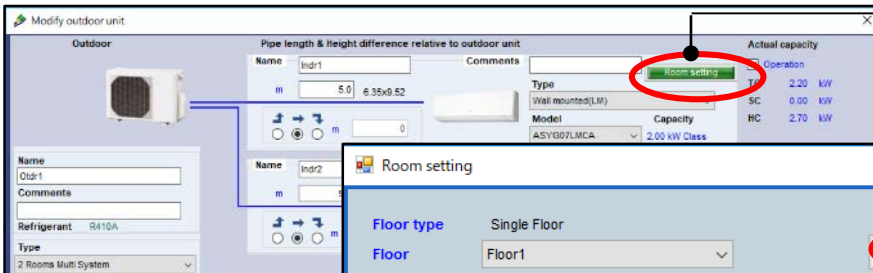 Modify outdoor unit
Outdoor
Pipe length & Height difference relative to outdoor unit
Actual capacity
Name Indr1 Comments
Room setting
Operation
m 5.0 6.35x9.52
Type
TC 2.20 kW
Wall mounted(LM)
SC 0.00 kW
Model Capacity
HC 2.70 kW
m 0
ASYG07LMCA 2.00 kW Class
Name
Otdr1
Comments
Refrigerant R410A
Type
2 Rooms Multi System
Name Indr2
m
m
Room setting
Floor type Single Floor
Floor Floor1